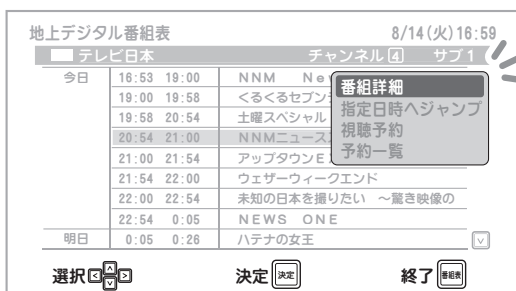 地上デジタル番組表 8/14(火)16:59
テレビ日本 チャンネル 4 サブ1
今日 16:53 19:00 NNM Ne
番組詳細
19:00 19:58 くるくるセブン
指定日時へジャンプ
19:58 20:54 土曜スペシャル
視聴予約
20:54 21:00 NNMニュース
予約一覧
21:00 21:54 アップタウンE
21:54 22:00 ウェザーウィークエンド
22:00 22:54 未知の日本を撮りたい ～驚き映像の
22:54 0:05 NEWS ONE
明日 0:05 0:26 ハテナの女王
選択 決定 決定 終了 番組表